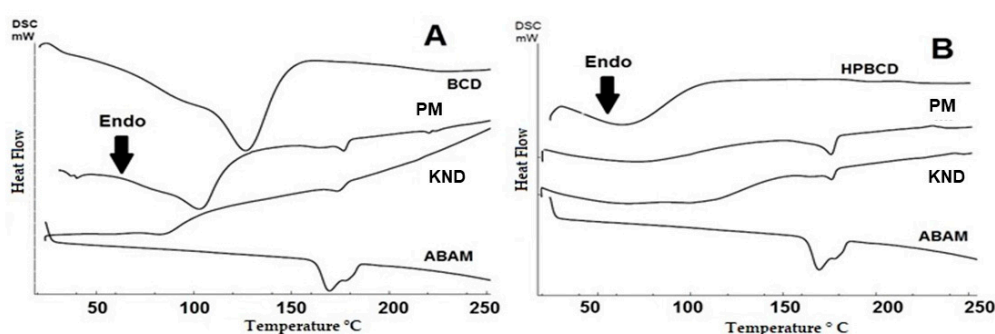 DSC
mW
A
BCD
PM
Endo
KND
ABAM
Heat Flow
50 100 150 200 250
Temperature °C
DSC
mW
B
Endo
HPBCD
PM
KND
ABAM
Heat Flow
50 100 150 200 250
Temperature ° C